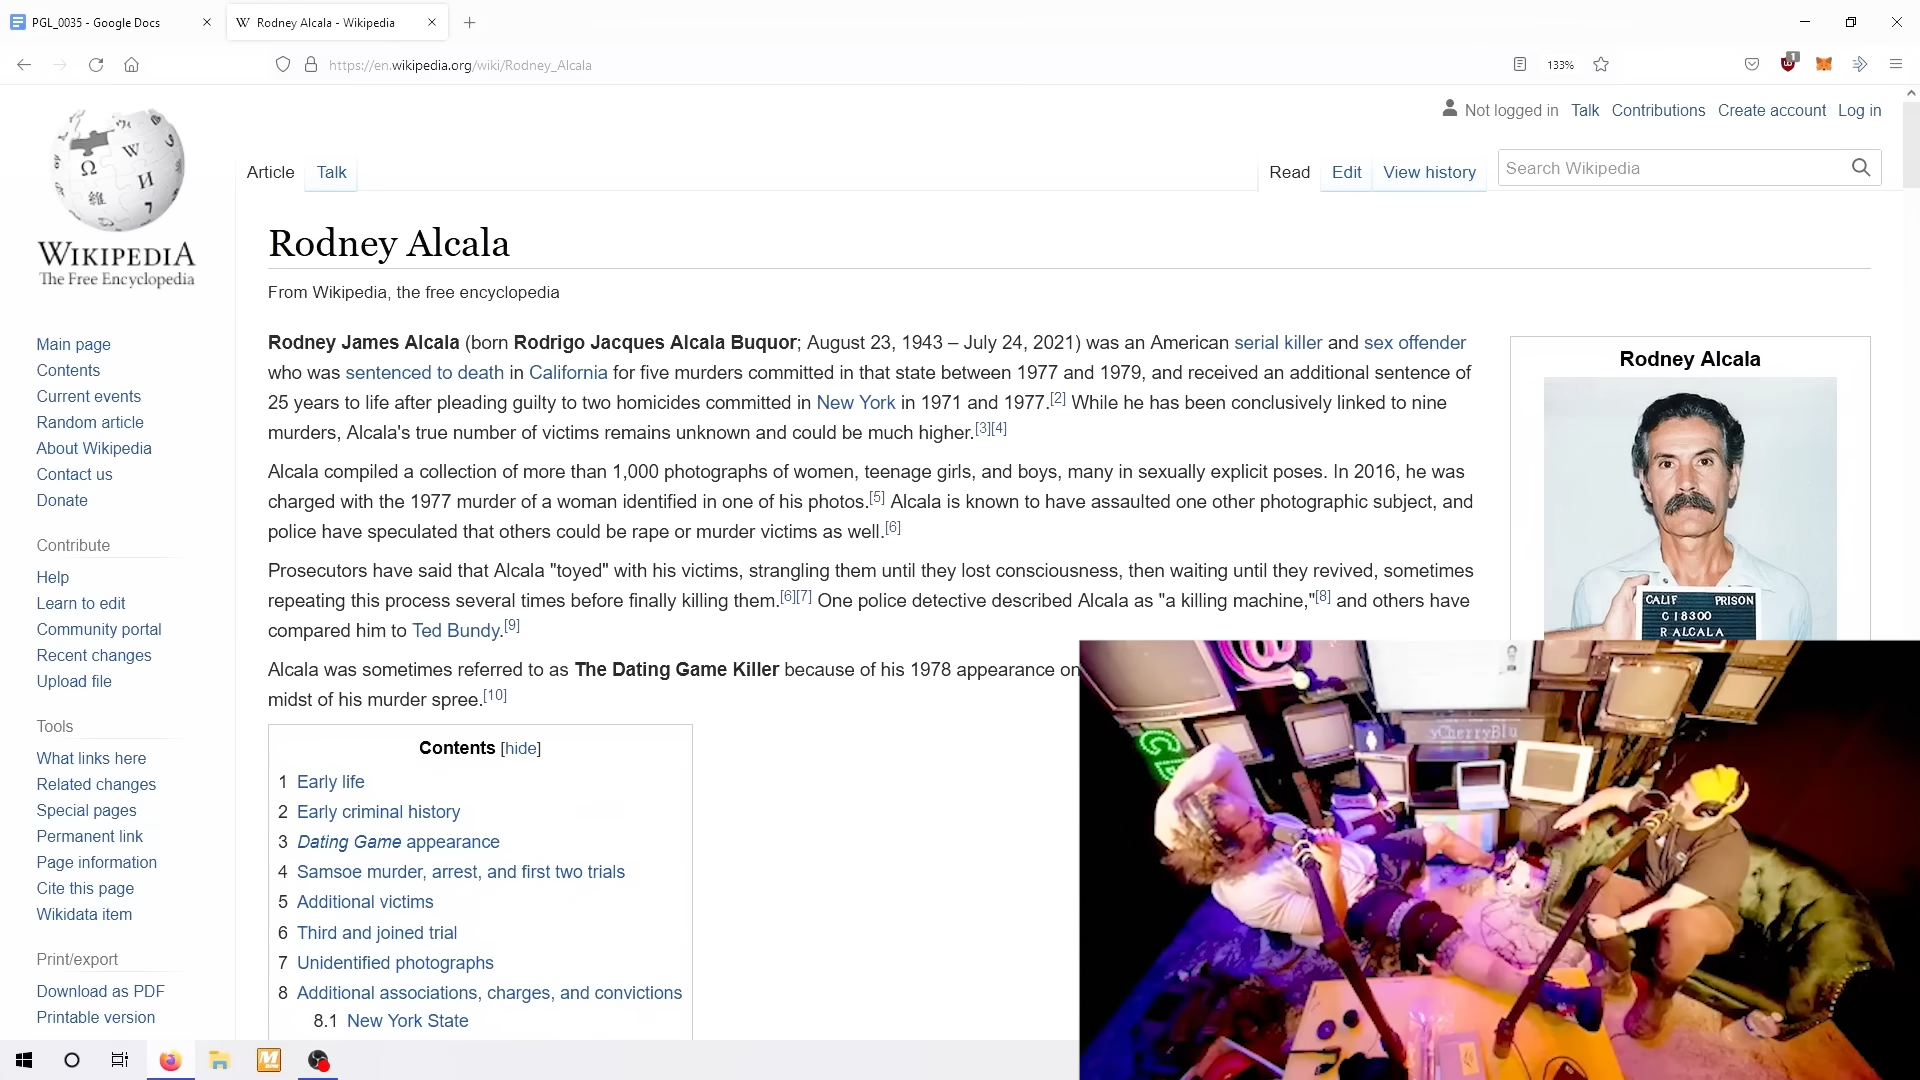 PGL_0035 - Google Docs
Rodney Alcala - Wikipedia
https://en.wikipedia.org/wiki/Rodney_Alcala
133%
1
Not logged in Talk Contributions Create account Log in
Article Talk Read Edit View history
Search Wikipedia
WIKIPEDIA
The Free Encyclopedia
Rodney Alcala
From Wikipedia, the free encyclopedia
Rodney James Alcala (born Rodrigo Jacques Alcala Buquor; August 23, 1943 – July 24, 2021) was an American serial killer and sex offender
who was sentenced to death in California for five murders committed in that state between 1977 and 1979, and received an additional sentence of
25 years to life after pleading guilty to two homicides committed in New York in 1971 and 1977.[2] While he has been conclusively linked to nine
murders, Alcala's true number of victims remains unknown and could be much higher.[3][4]
Alcala compiled a collection of more than 1,000 photographs of women, teenage girls, and boys, many in sexually explicit poses. In 2016, he was
charged with the 1977 murder of a woman identified in one of his photos.[5] Alcala is known to have assaulted one other photographic subject, and
police have speculated that others could be rape or murder victims as well.[6]
Prosecutors have said that Alcala "toyed" with his victims, strangling them until they lost consciousness, then waiting until they revived, sometimes
repeating this process several times before finally killing them.[6][7] One police detective described Alcala as "a killing machine,"[8] and others have
compared him to Ted Bundy.[9]
Alcala was sometimes referred to as The Dating Game Killer because of his 1978 appearance on
midst of his murder spree.[10]
Rodney Alcala
CALIF PRISON
C18300
R ALCALA
Main page
Contents
Current events
Random article
About Wikipedia
Contact us
Donate
Contribute
Help
Learn to edit
Community portal
Recent changes
Upload file
Tools
What links here
Related changes
Special pages
Permanent link
Page information
Cite this page
Wikidata item
Print/export
Download as PDF
Printable version
Contents [hide]
1 Early life
2 Early criminal history
3 Dating Game appearance
4 Samsoe murder, arrest, and first two trials
5 Additional victims
6 Third and joined trial
7 Unidentified photographs
8 Additional associations, charges, and convictions
8.1 New York State
yCherryBlu